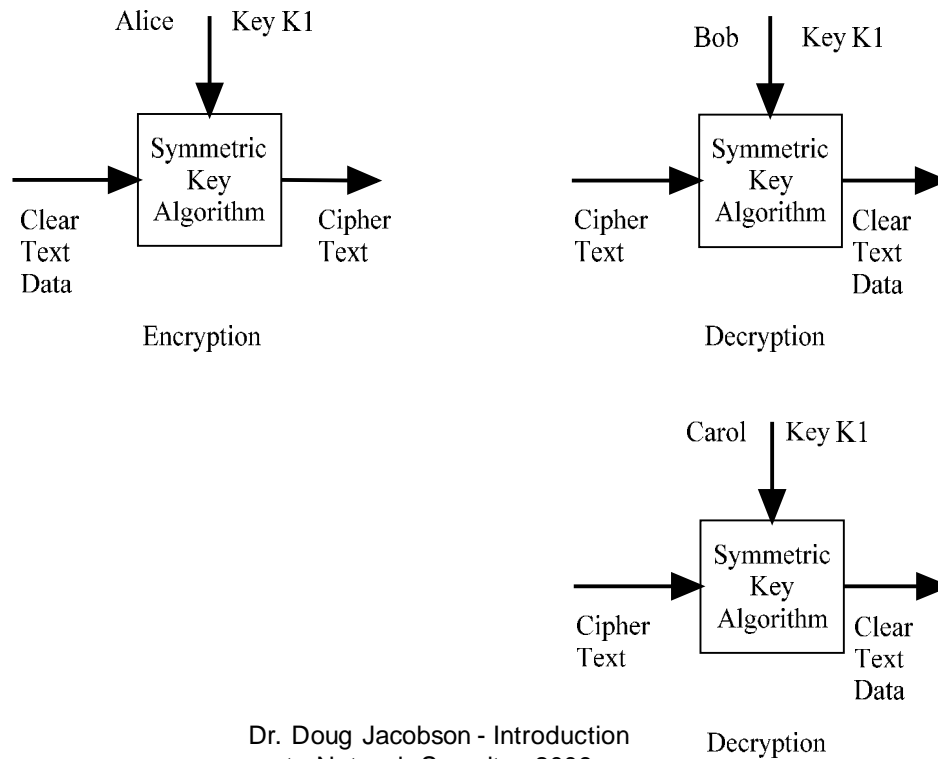 Alice Key K1
Symmetric
Key
Algorithm
Clear
Text
Data
Cipher
Text
Encryption
Bob Key K1
Symmetric
Key
Algorithm
Cipher
Text
Clear
Text
Data
Decryption
Carol Key K1
Symmetric
Key
Algorithm
Cipher
Text
Clear
Text
Data
Decryption
Dr. Doug Jacobson - Introduction